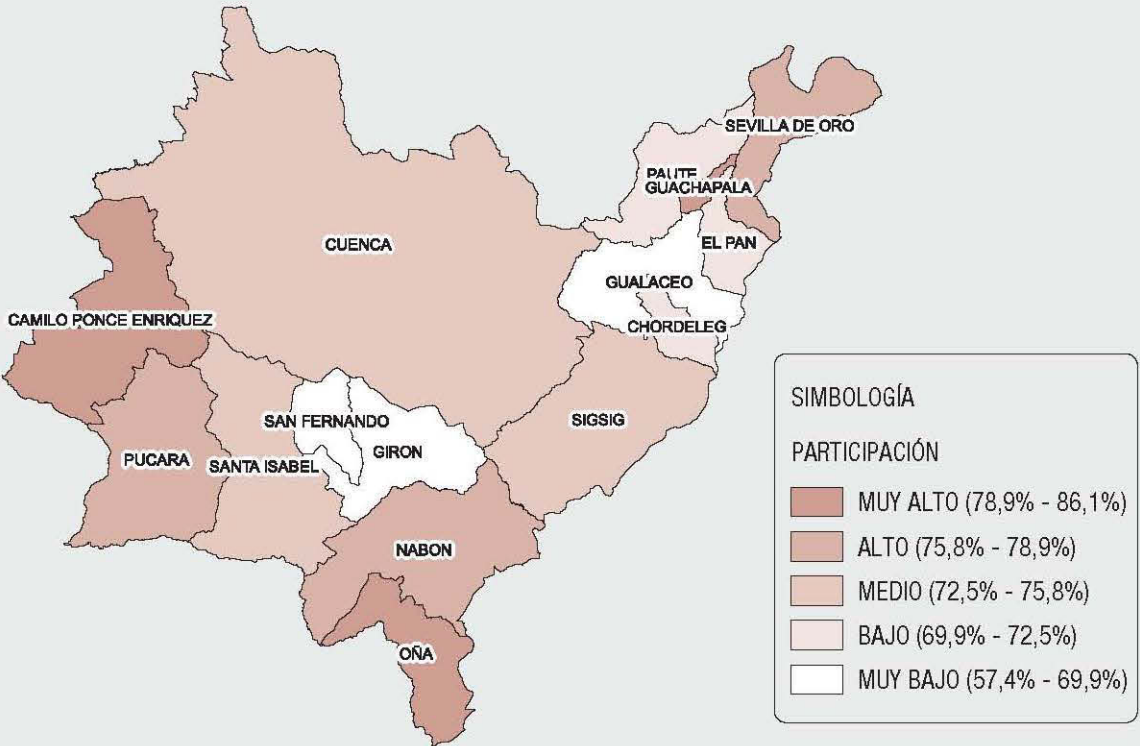 SEVILLA DE ORO
PAUTE
GUACHAPALA
CUENCA
EL PAN
GUALACEO
CAMILO PONCE ENRIQUEZ
CHORDELEG
SAN FERNANDO
SIGSIG
GIRON
PUCARA
SANTA ISABEL
NABON
OÑA
SIMBOLOGÍA
PARTICIPACIÓN
MUY ALTO (78,9% - 86,1%)
ALTO (75,8% - 78,9%)
MEDIO (72,5% - 75,8%)
BAJO (69,9% - 72,5%)
MUY BAJO (57,4% - 69,9%)